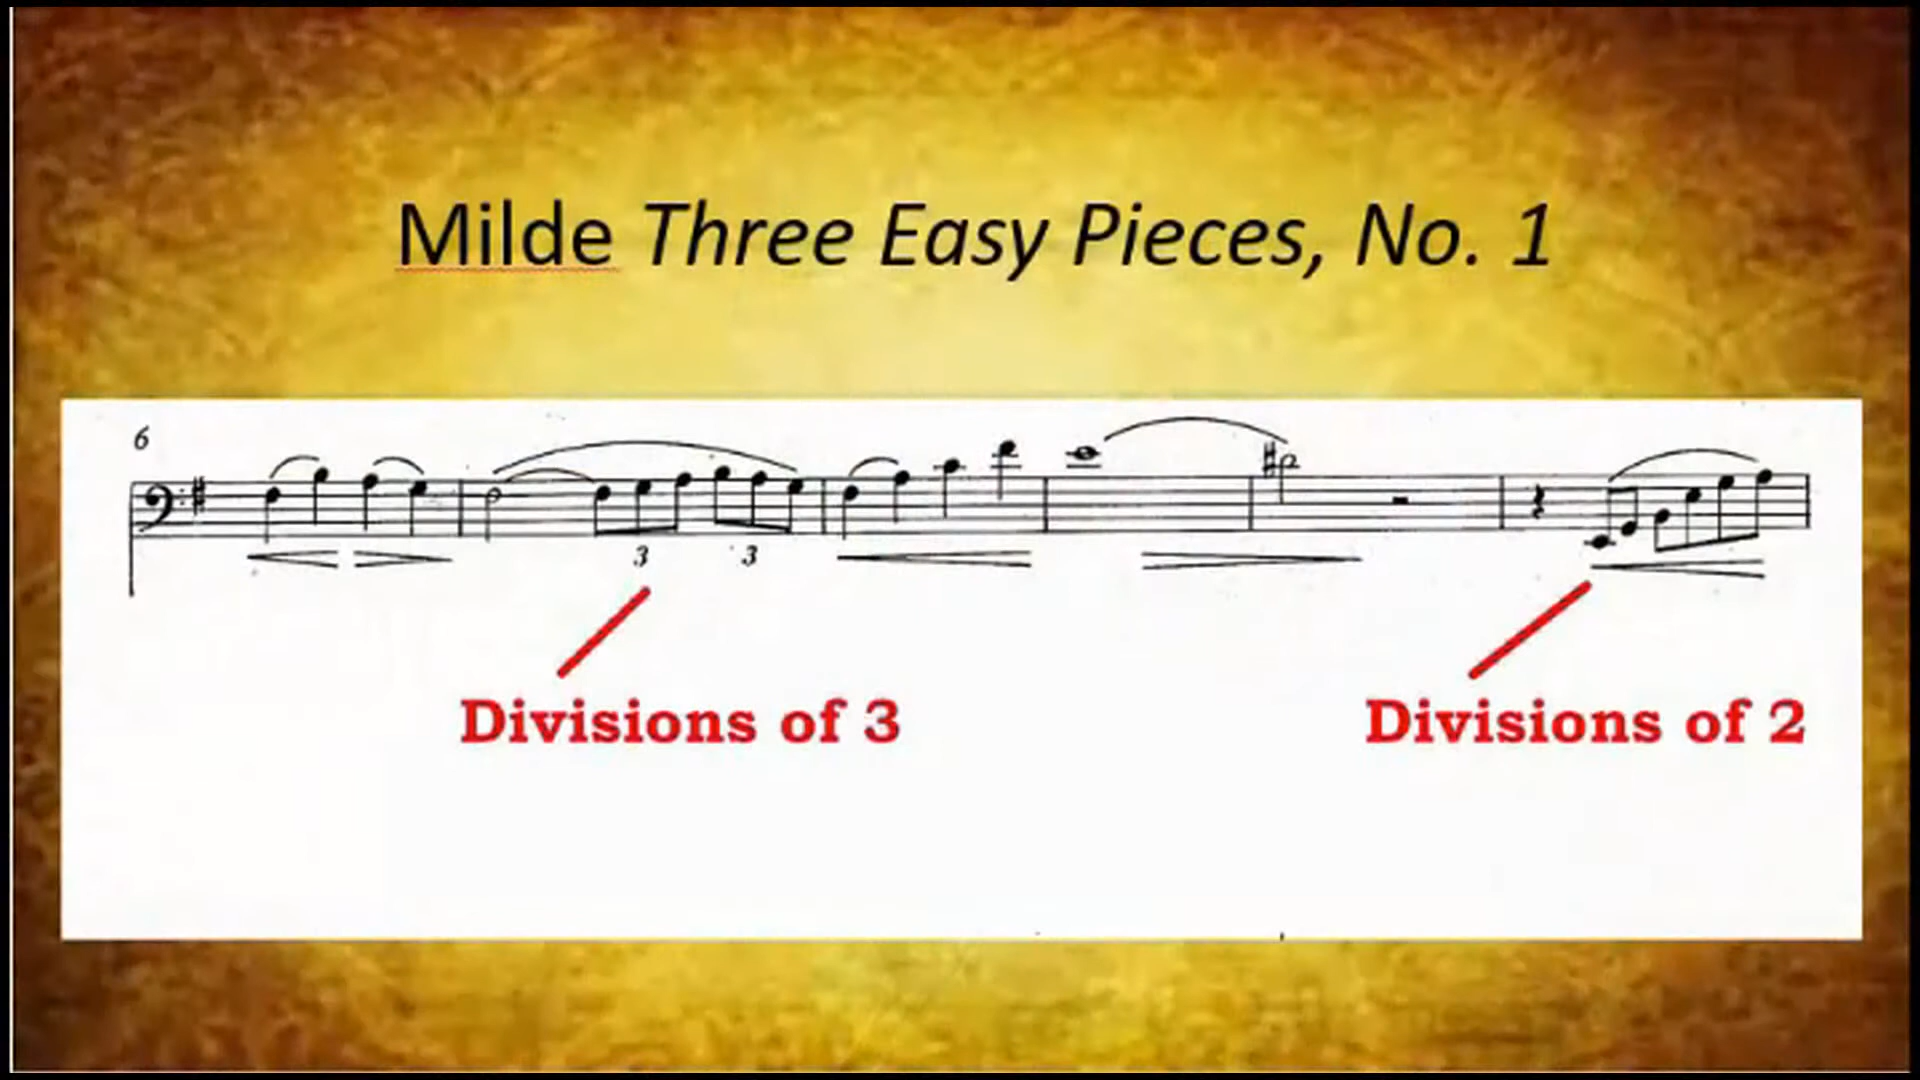 Milde Three Easy Pieces, No. 1
6
3 3
Divisions of 3 Divisions of 2